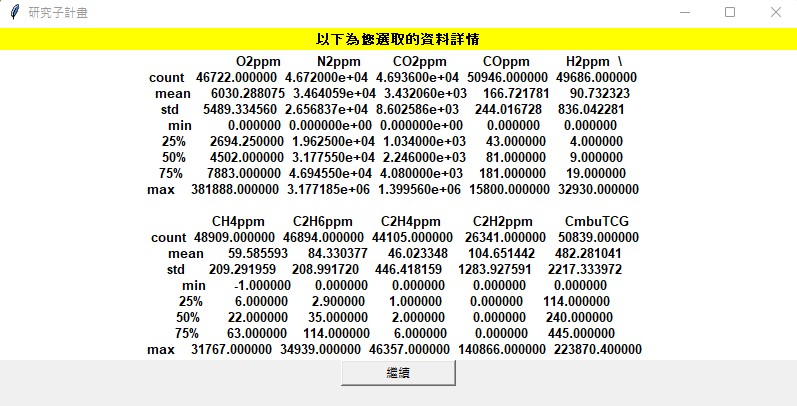 研究子計畫
以下為您選取的資料詳情
O2ppm N2ppm CO2ppm COppm H2ppm \
count 46722.000000 4.672000e+04 4.693600e+04 50946.000000 49686.000000
mean 6030.288075 3.464059e+04 3.432060e+03 166.721781 90.732323
std 5489.334560 2.656837e+04 8.602586e+03 244.016728 836.042281
min 0.000000 0.000000e+00 0.000000e+00 0.000000 0.000000
25% 2694.250000 1.962500e+04 1.034000e+03 43.000000 4.000000
50% 4502.000000 3.177550e+04 2.246000e+03 81.000000 9.000000
75% 7883.000000 4.694550e+04 4.080000e+03 181.000000 19.000000
max 381888.000000 3.177185e+06 1.399560e+06 15800.000000 32930.000000
CH4ppm C2H6ppm C2H4ppm C2H2ppm CmbuTCG
count 48909.000000 46894.000000 44105.000000 26341.000000 50839.000000
mean 59.585593 84.330377 46.023348 104.651442 482.281041
std 209.291959 208.991720 446.418159 1283.927591 2217.333972
min -1.000000 0.000000 0.000000 0.000000 0.000000
25% 6.000000 2.900000 1.000000 0.000000 114.000000
50% 22.000000 35.000000 2.000000 0.000000 240.000000
75% 63.000000 114.000000 6.000000 0.000000 445.000000
max 31767.000000 34939.000000 46357.000000 140866.000000 223870.400000
繼續